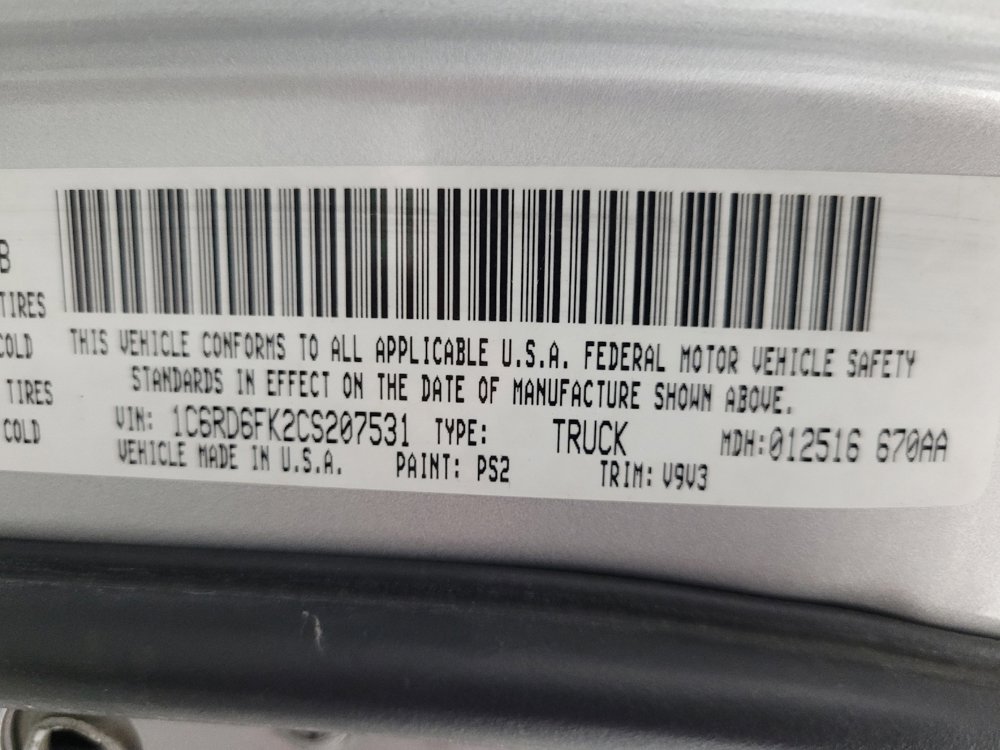 B
TIRES
COLD
TIRES
COLD
THIS VEHICLE CONFORMS TO ALL APPLICABLE U.S.A. FEDERAL MOTOR VEHICLE SAFETY
STANDARDS IN EFFECT ON THE DATE OF MANUFACTURE SHOWN ABOVE.
VIN: 1C6RD6FK2CS207531 TYPE: TRUCK MDH:012516 670AA
VEHICLE MADE IN U.S.A. PAINT: PS2 TRIM: V9V3